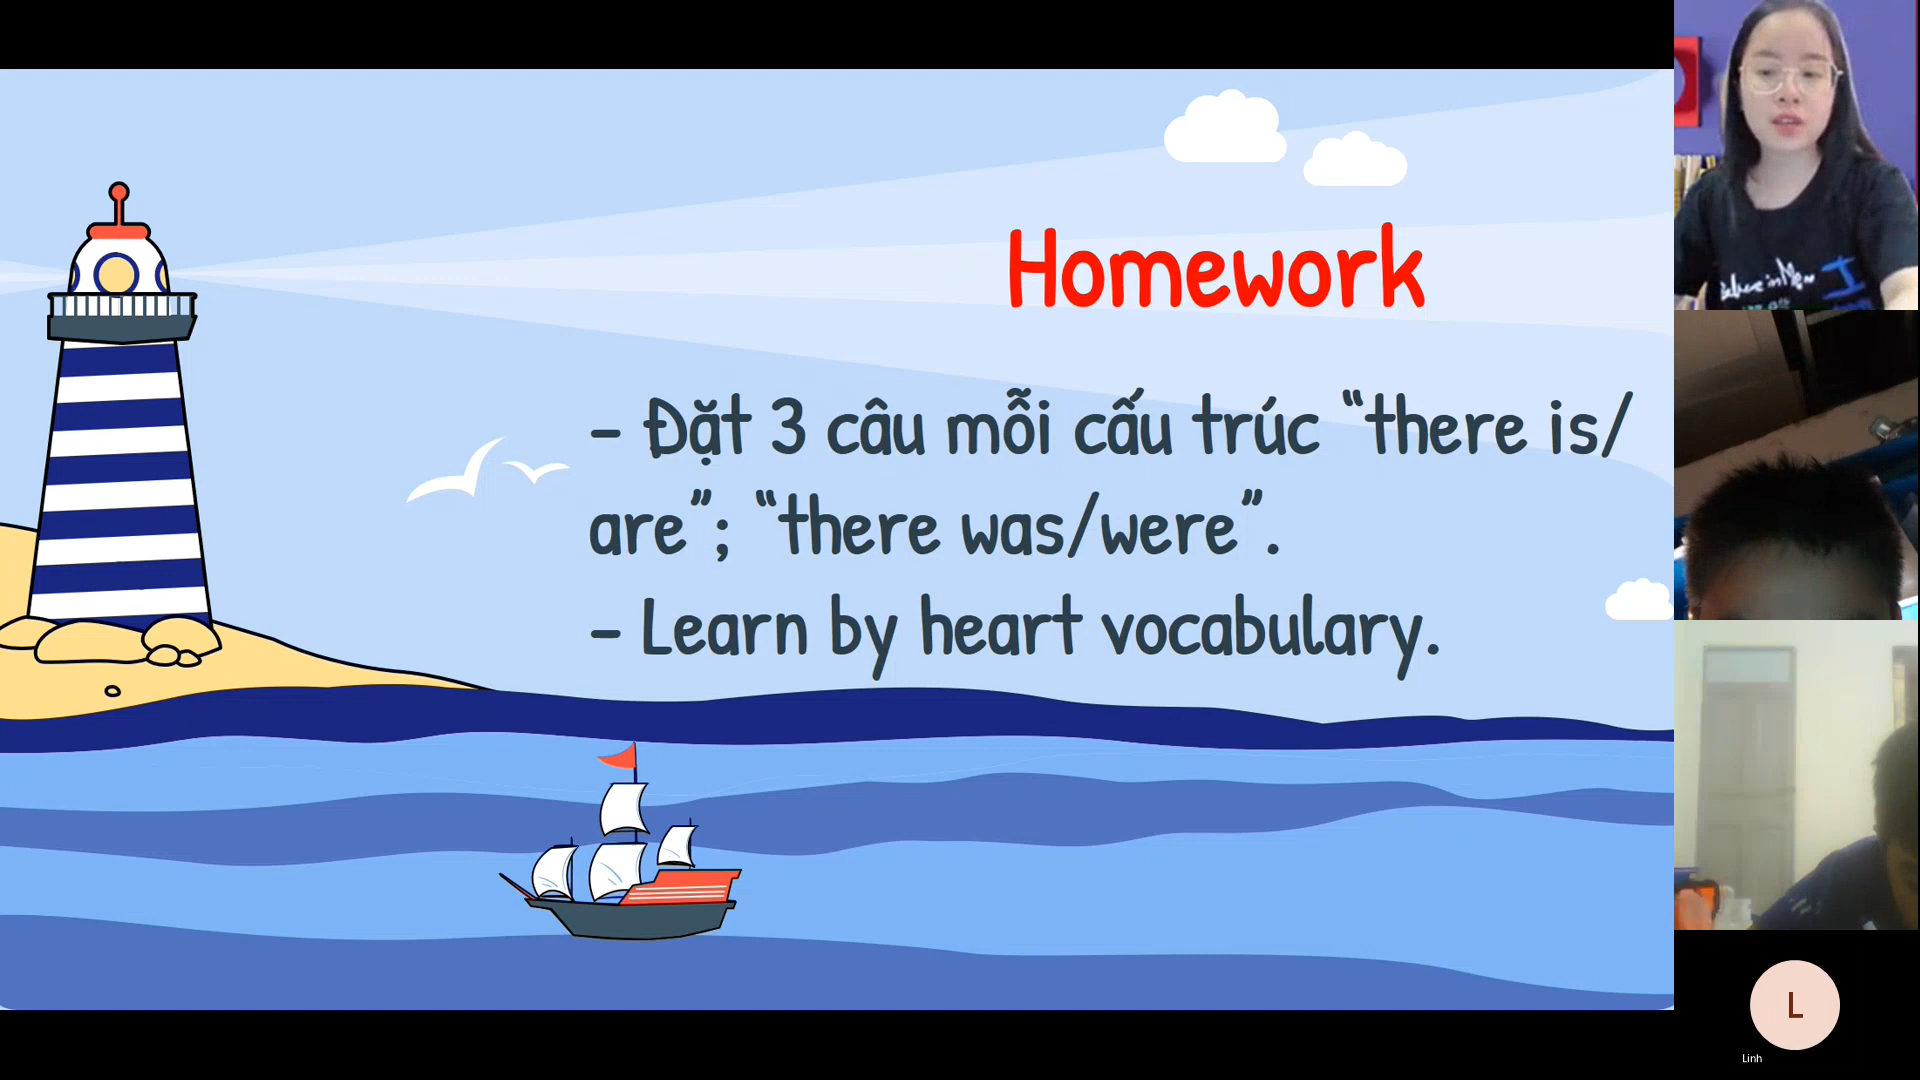 Homework
- Đặt 3 câu mỗi cấu trúc “there is/
are”; “there was/were”.
- Learn by heart vocabulary.
L
Linh